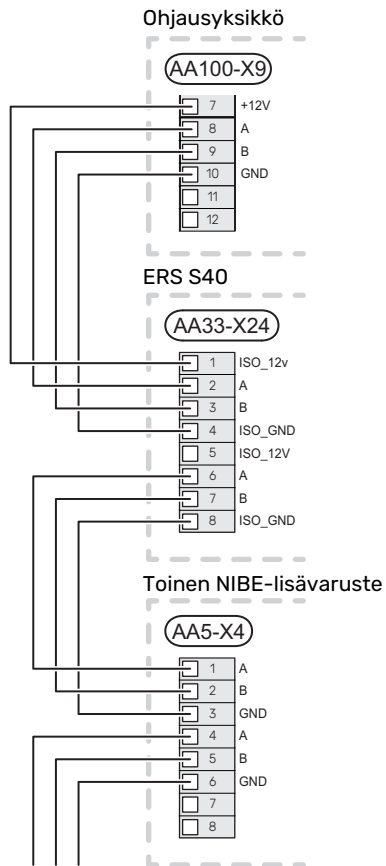 Ohjausyksikkö
AA100-X9
7 +12V
8 A
9 B
10 GND
11
12
ERS S40
AA33-X24
1 ISO_12v
2 A
3 B
4 ISO_GND
5 ISO_12V
6 A
7 B
8 ISO_GND
Toinen NIBE-lisävaruste
AA5-X4
1 A
2 B
3 GND
4 A
5 B
6 GND
7
8